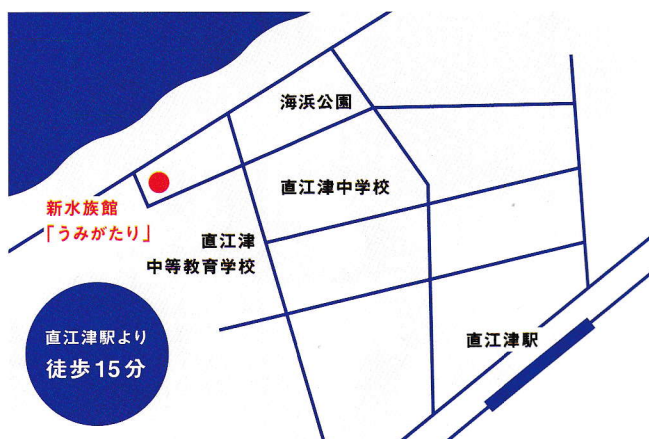 海浜公園
直江津中学校
新水族館
「うみがたり」
直江津
中等教育学校
直江津駅より
徒歩15分
直江津駅